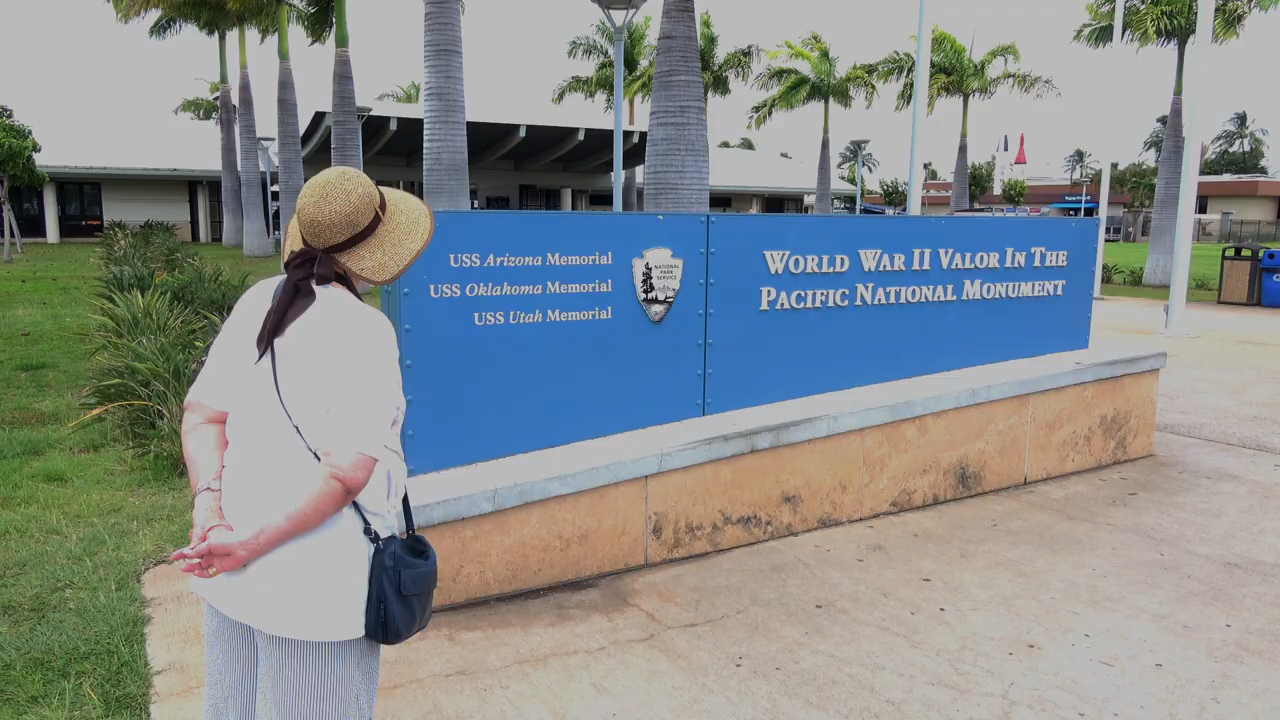 USS Arizona Memorial
USS Oklahoma Memorial
USS Utah Memorial
NATIONAL
PARK
SERVICE
WORLD WAR II VALOR IN THE
PACIFIC NATIONAL MONUMENT